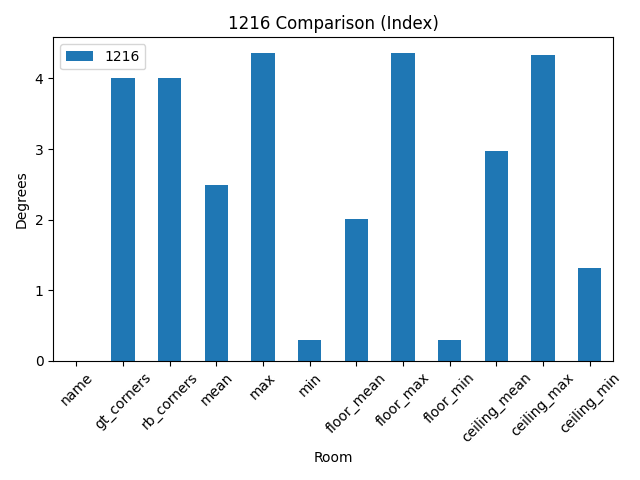 1216 Comparison (Index)
1216
Degrees
4
3
2
1
0
name
gt_corners
rb_corners
mean
max
min
floor_mean
floor_max
floor_min
ceiling_mean
ceiling_max
ceiling_min
Room